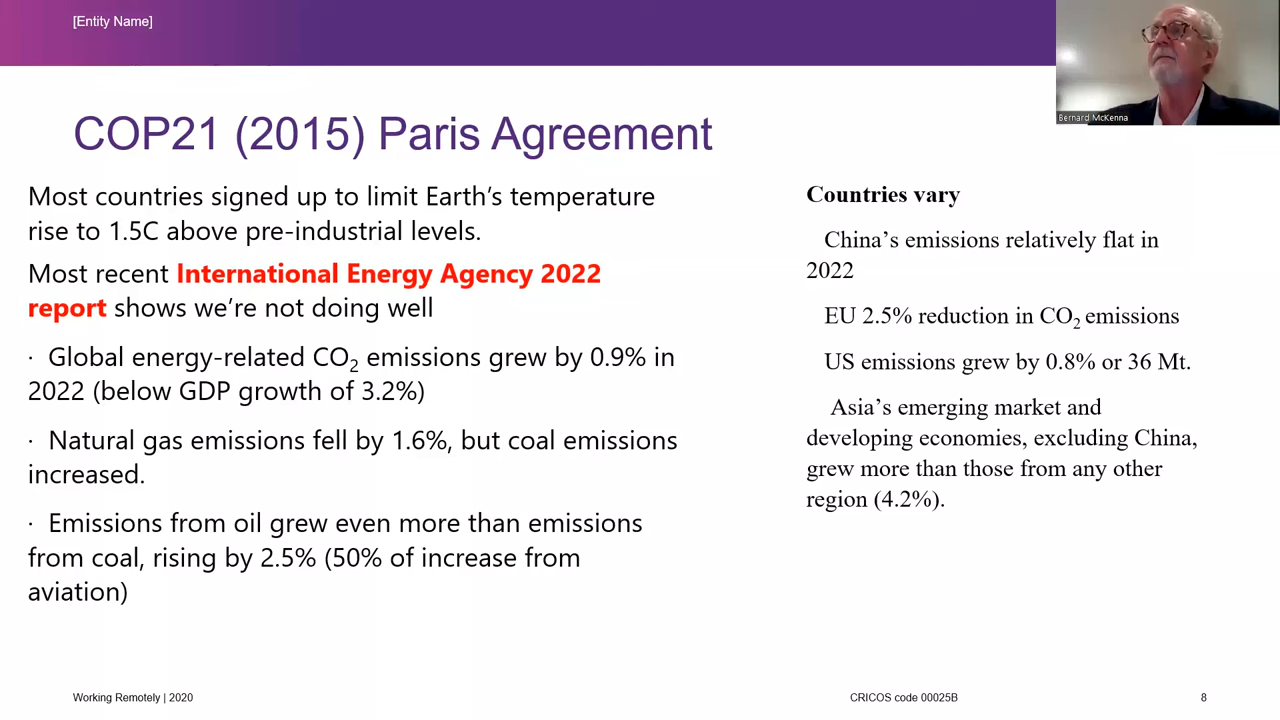 [Entity Name]
Bernard McKenna
COP21 (2015) Paris Agreement
Most countries signed up to limit Earth’s temperature
rise to 1.5C above pre-industrial levels.
Most recent International Energy Agency 2022
report shows we’re not doing well
· Global energy-related CO₂ emissions grew by 0.9% in
2022 (below GDP growth of 3.2%)
· Natural gas emissions fell by 1.6%, but coal emissions
increased.
· Emissions from oil grew even more than emissions
from coal, rising by 2.5% (50% of increase from
aviation)
Countries vary
China’s emissions relatively flat in
2022
EU 2.5% reduction in CO₂ emissions
US emissions grew by 0.8% or 36 Mt.
Asia’s emerging market and
developing economies, excluding China,
grew more than those from any other
region (4.2%).
Working Remotely | 2020
CRICOS code 00025B
8